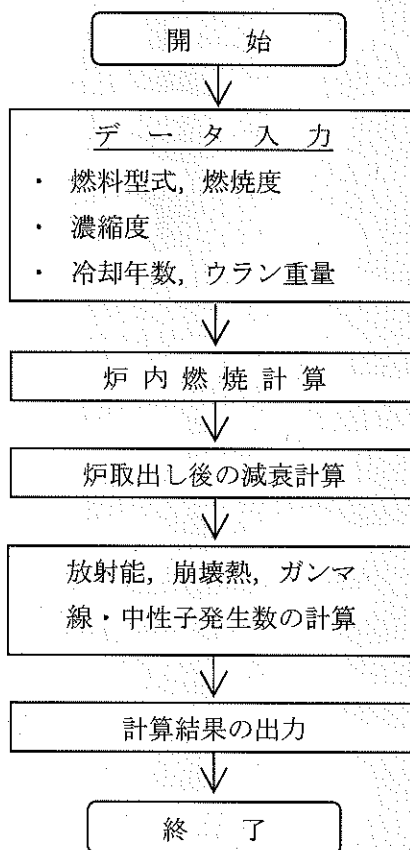 開始
データ入力
・ 燃料型式, 燃焼度
・ 濃縮度
・ 冷却年数, ウラン重量
炉内燃焼計算
炉取出し後の減衰計算
放射能, 崩壊熱, ガンマ
線・中性子発生数の計算
計算結果の出力
終了